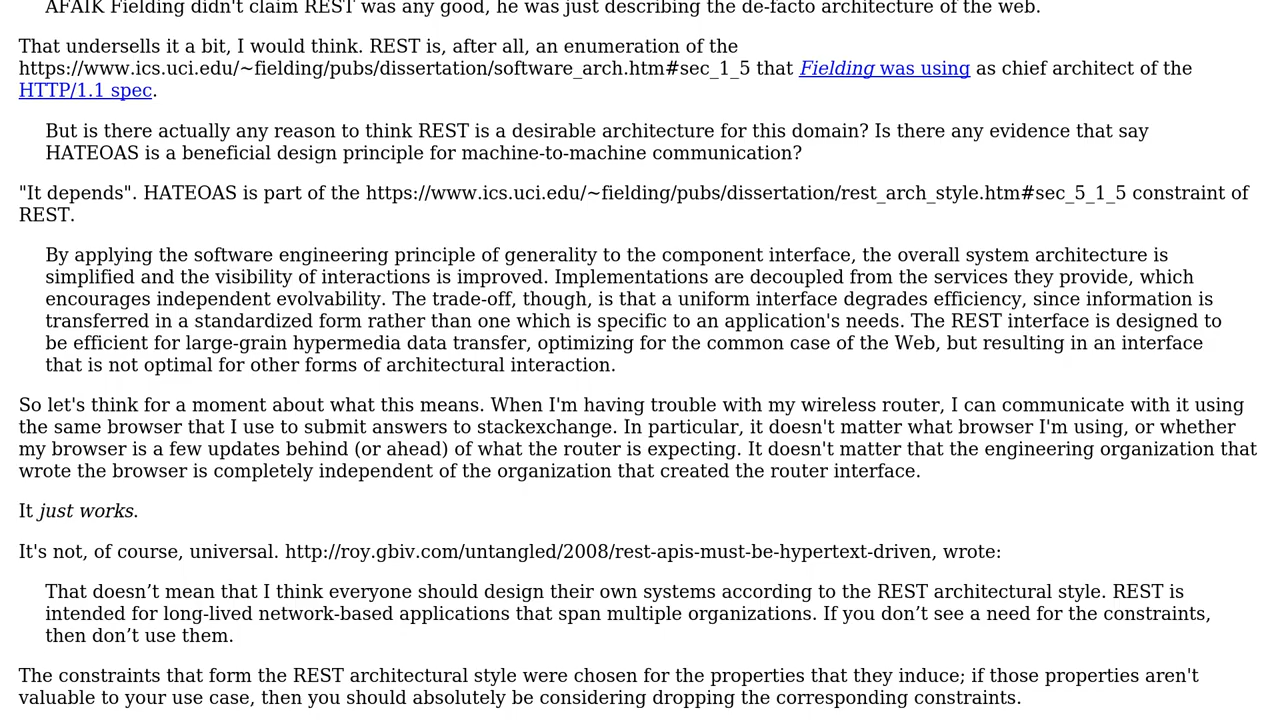 AFAIK Fielding didn't claim REST was any good, he was just describing the de-facto architecture of the web.
That undersells it a bit, I would think. REST is, after all, an enumeration of the
https://www.ics.uci.edu/~fielding/pubs/dissertation/software_arch.htm#sec_1_5 that Fielding was using as chief architect of the
HTTP/1.1 spec.
But is there actually any reason to think REST is a desirable architecture for this domain? Is there any evidence that say
HATEOAS is a beneficial design principle for machine-to-machine communication?
"It depends". HATEOAS is part of the https://www.ics.uci.edu/~fielding/pubs/dissertation/rest_arch_style.htm#sec_5_1_5 constraint of
REST.
By applying the software engineering principle of generality to the component interface, the overall system architecture is
simplified and the visibility of interactions is improved. Implementations are decoupled from the services they provide, which
encourages independent evolvability. The trade-off, though, is that a uniform interface degrades efficiency, since information is
transferred in a standardized form rather than one which is specific to an application's needs. The REST interface is designed to
be efficient for large-grain hypermedia data transfer, optimizing for the common case of the Web, but resulting in an interface
that is not optimal for other forms of architectural interaction.
So let's think for a moment about what this means. When I'm having trouble with my wireless router, I can communicate with it using
the same browser that I use to submit answers to stackexchange. In particular, it doesn't matter what browser I'm using, or whether
my browser is a few updates behind (or ahead) of what the router is expecting. It doesn't matter that the engineering organization that
wrote the browser is completely independent of the organization that created the router interface.
It just works.
It's not, of course, universal. http://roy.gbiv.com/untangled/2008/rest-apis-must-be-hypertext-driven, wrote:
That doesn’t mean that I think everyone should design their own systems according to the REST architectural style. REST is
intended for long-lived network-based applications that span multiple organizations. If you don’t see a need for the constraints,
then don’t use them.
The constraints that form the REST architectural style were chosen for the properties that they induce; if those properties aren't
valuable to your use case, then you should absolutely be considering dropping the corresponding constraints.